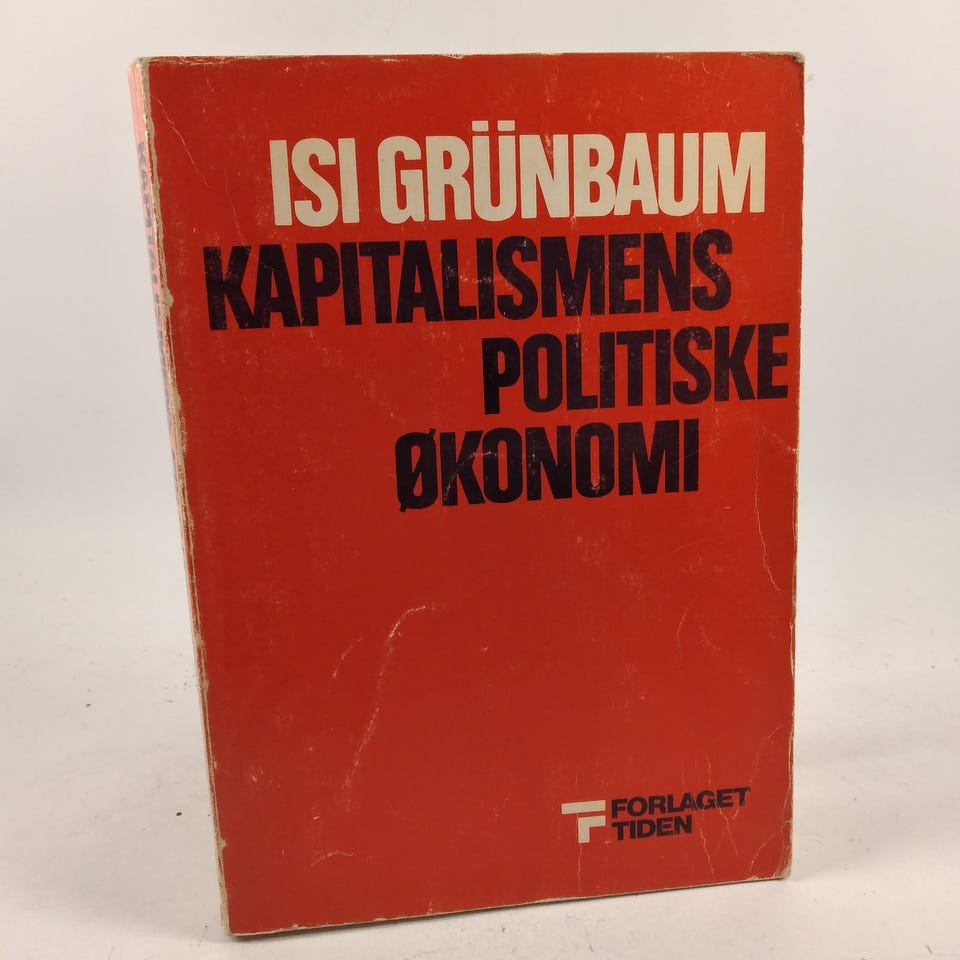 ISI GRÜNBAUM
KAPITALISMENS
POLITISKE
ØKONOMI
FORLAGET
TIDEN